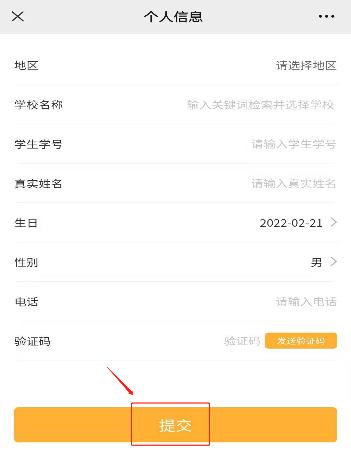 个人信息
地区 请选择地区
学校名称 输入关键词检索并选择学校
学生学号 请输入学生学号
真实姓名 请输入真实姓名
生日 2022-02-21
性别 男
电话 请输入电话
验证码 验证码 发送验证码
提交